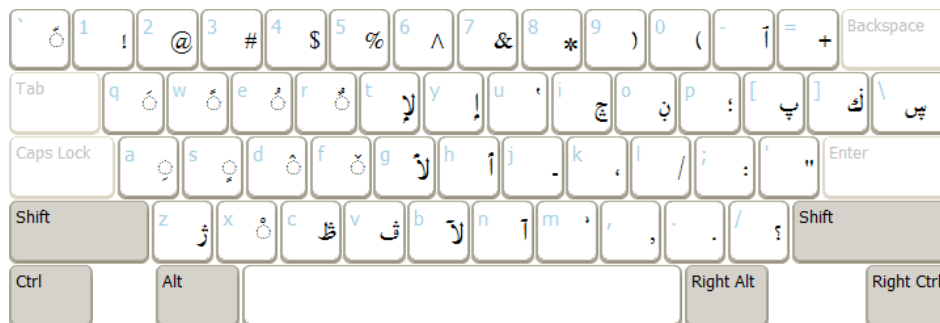 ` ّ 1 ! 2 @ 3 # 4 $ 5 % 6 ^ 7 & 8 * 9 ) 0 ( - ٱ = + Backspace
Tab q َ w ً e ُ r ٌ t لإ y إ u i چ o p ؛ [ پ ] ڭ \
Caps Lock a ِ s ٍ d f g لأ h أ j - k ، l / ; : ' " Enter
Shift z ژ x ْ c v ڤ b لآ n آ m , , . . / ؟ Shift
Ctrl Alt Right Alt Right Ctrl